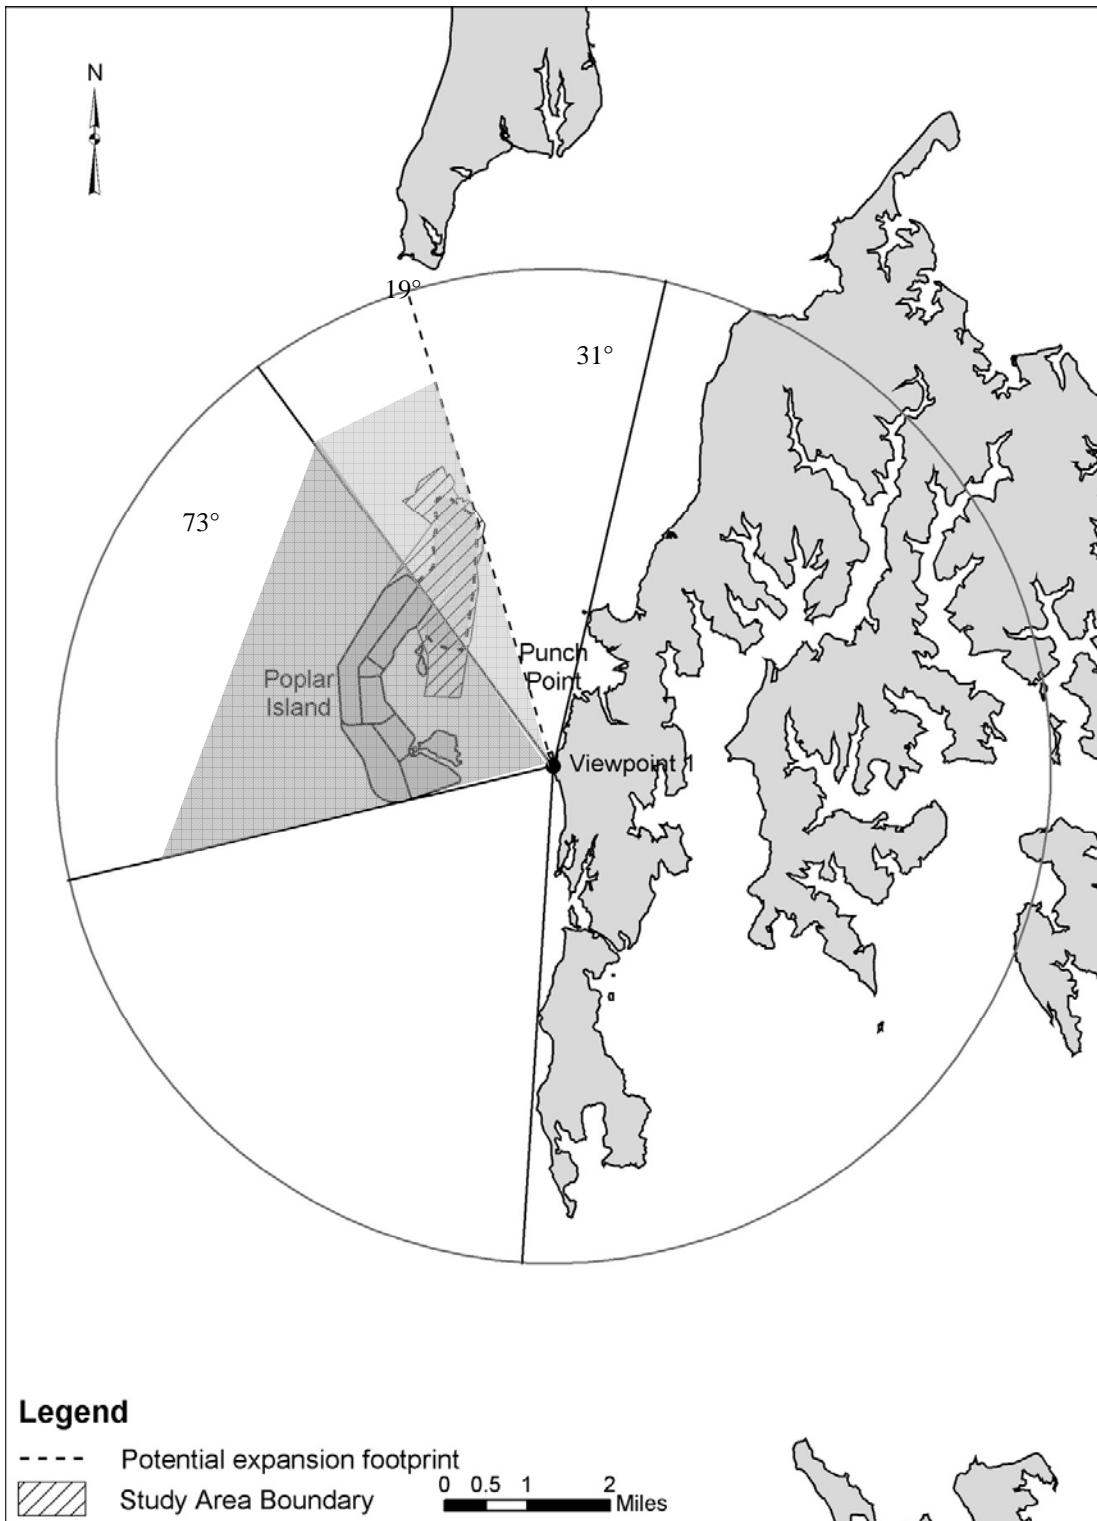 N
19°
31°
73°
Punch
Point
Poplar
Island
Viewpoint 1
Legend
Potential expansion footprint
Study Area Boundary
0 0.5 1 2
Miles